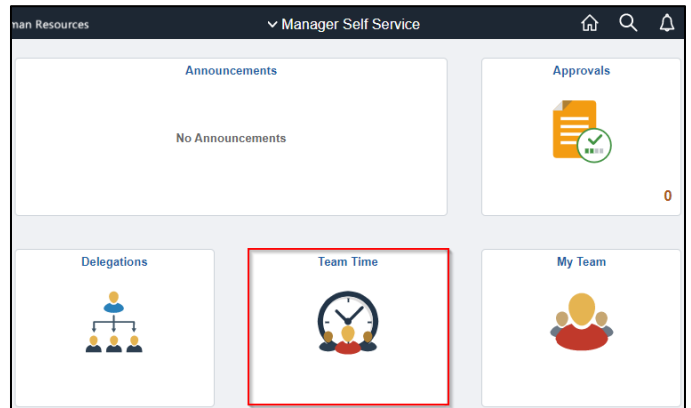 man Resources
Manager Self Service
Announcements
Approvals
No Announcements
0
Delegations
Team Time
My Team